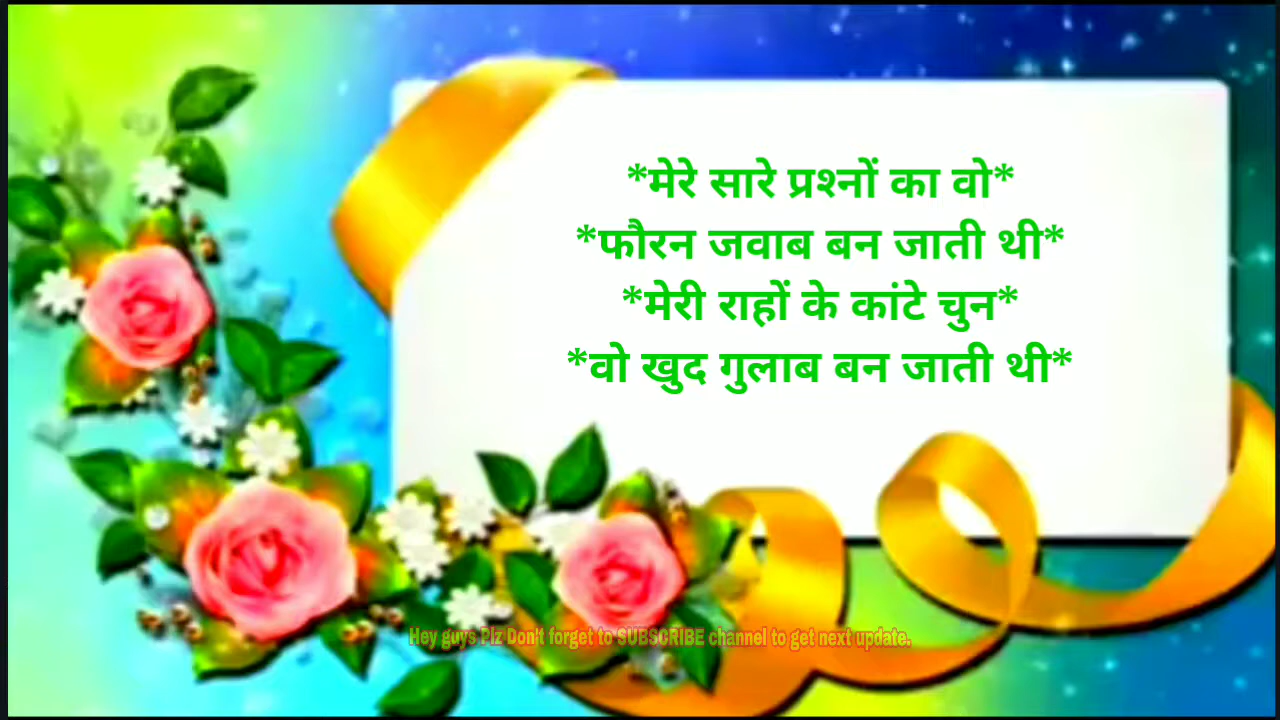 *मेरे सारे प्रश्नों का वो*
*फौरन जवाब बन जाती थी*
*मेरी राहों के कांटे चुन*
*वो खुद गुलाब बन जाती थी*
Hey guys Plz Don't forget to SUBSCRIBE channel to get next update.